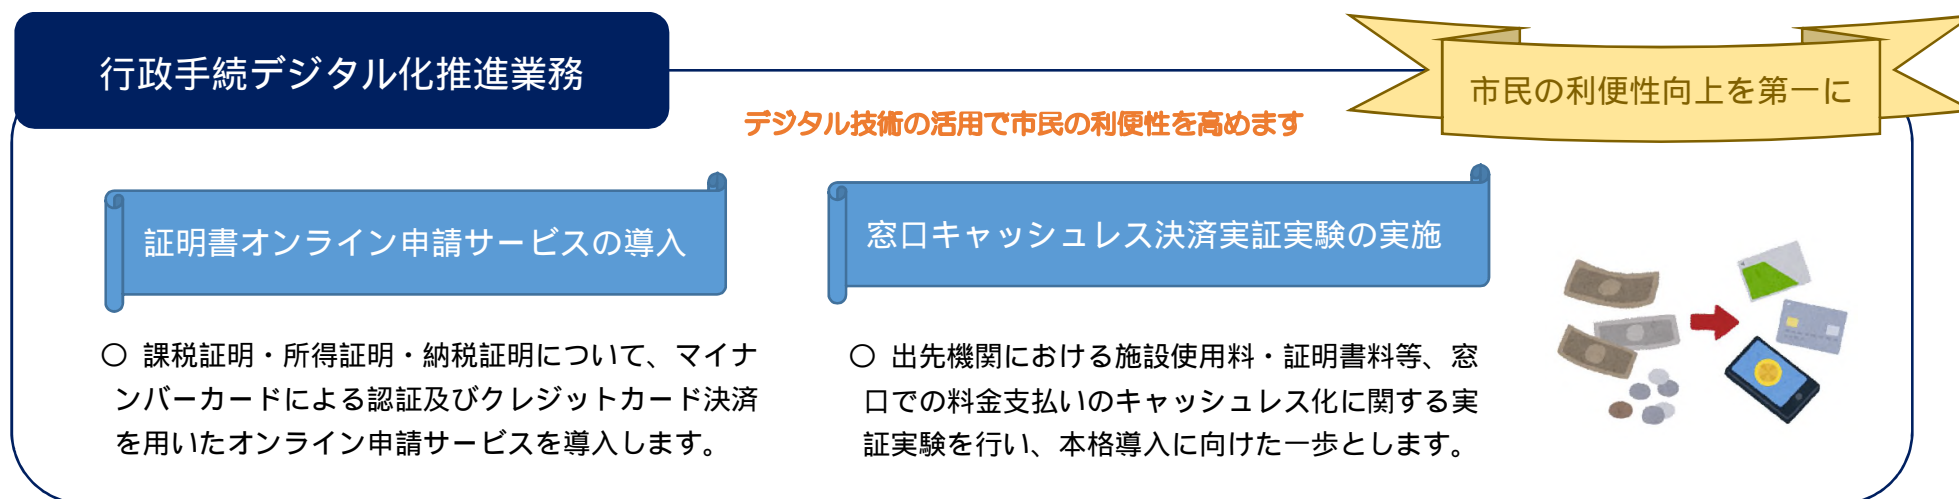 行政手続デジタル化推進業務
市民の利便性向上を第一に
デジタル技術の活用で市民の利便性を高めます
証明書オンライン申請サービスの導入
〇 課税証明・所得証明・納税証明について、マイナ
ンバーカードによる認証及びクレジットカード決済
を用いたオンライン申請サービスを導入します。
窓口キャッシュレス決済実証実験の実施
〇 出先機関における施設使用料・証明書料等、窓
口での料金支払いのキャッシュレス化に関する実
証実験を行い、本格導入に向けた一歩とします。